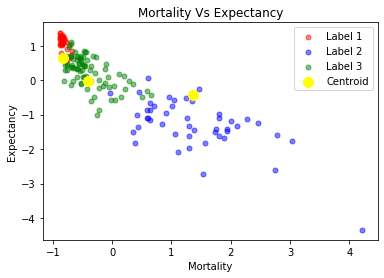 Mortality Vs Expectancy
Label 1
Label 2
Label 3
Centroid
Expectancy
1
0
−1
−2
−3
−4
−1
0
1
2
3
4
Mortality